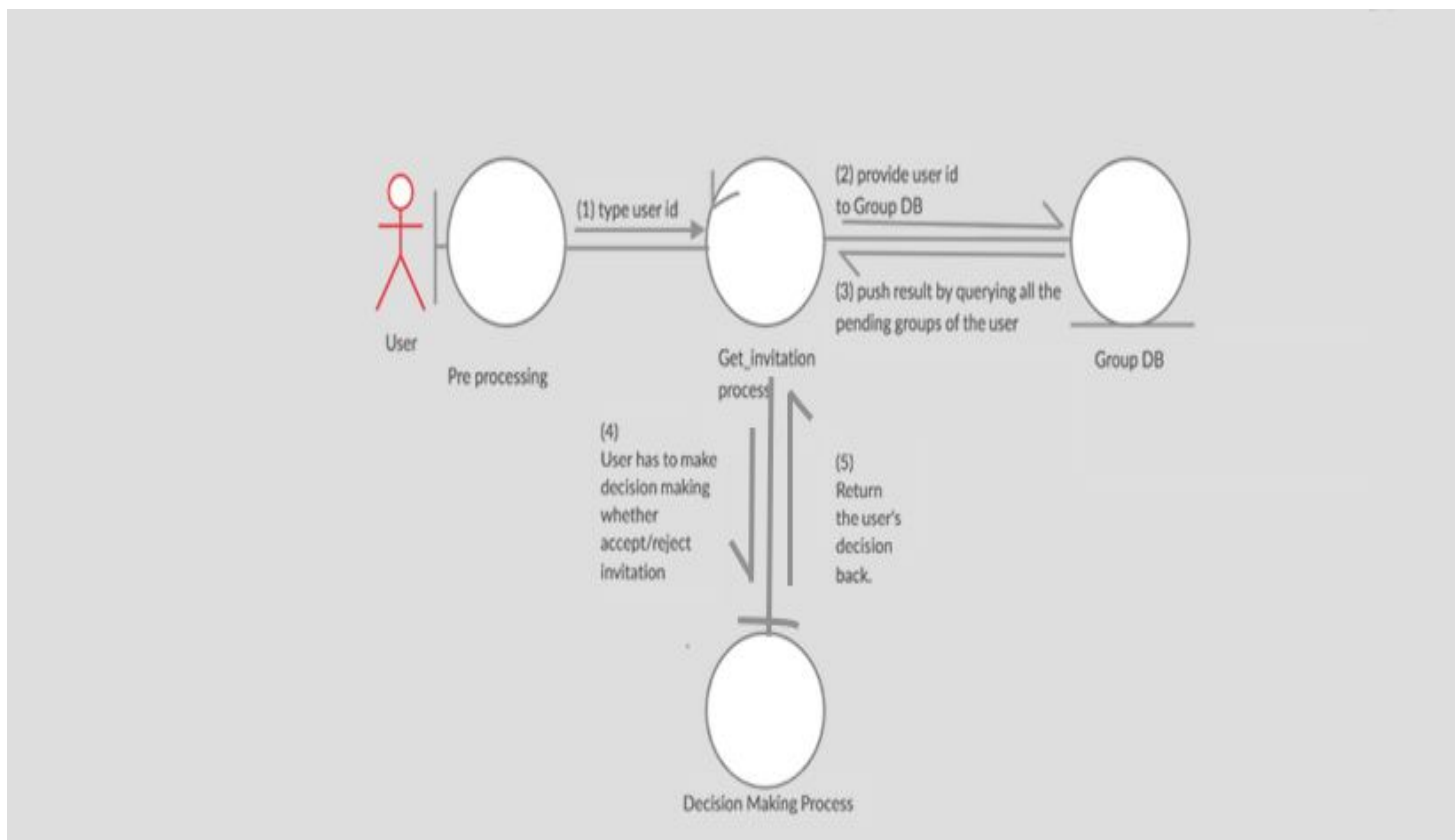 (1) type user id
(2) provide user id
to Group DB
(3) push result by querying all the
pending groups of the user
User
Pre processing
Get_invitation
process
Group DB
(4)
User has to make
decision making
whether
accept/reject
invitation
(5)
Return
the user's
decision
back.
Decision Making Process